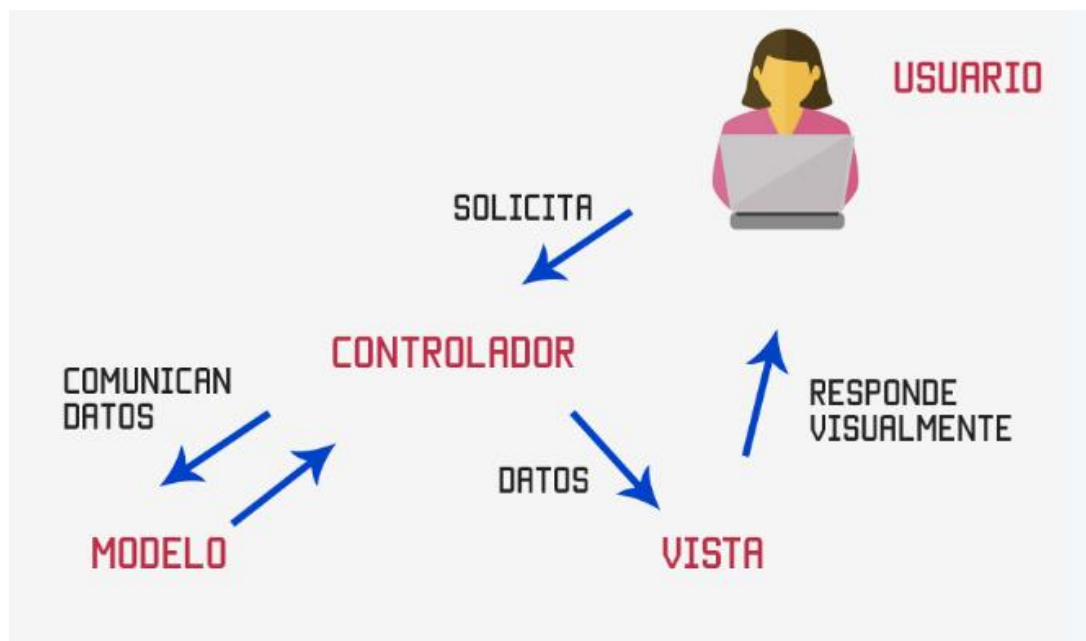 USUARIO
SOLICITA
CONTROLADOR
COMUNICAN
DATOS
RESPONDE
VISUALMENTE
DATOS
MODELO
VISTA